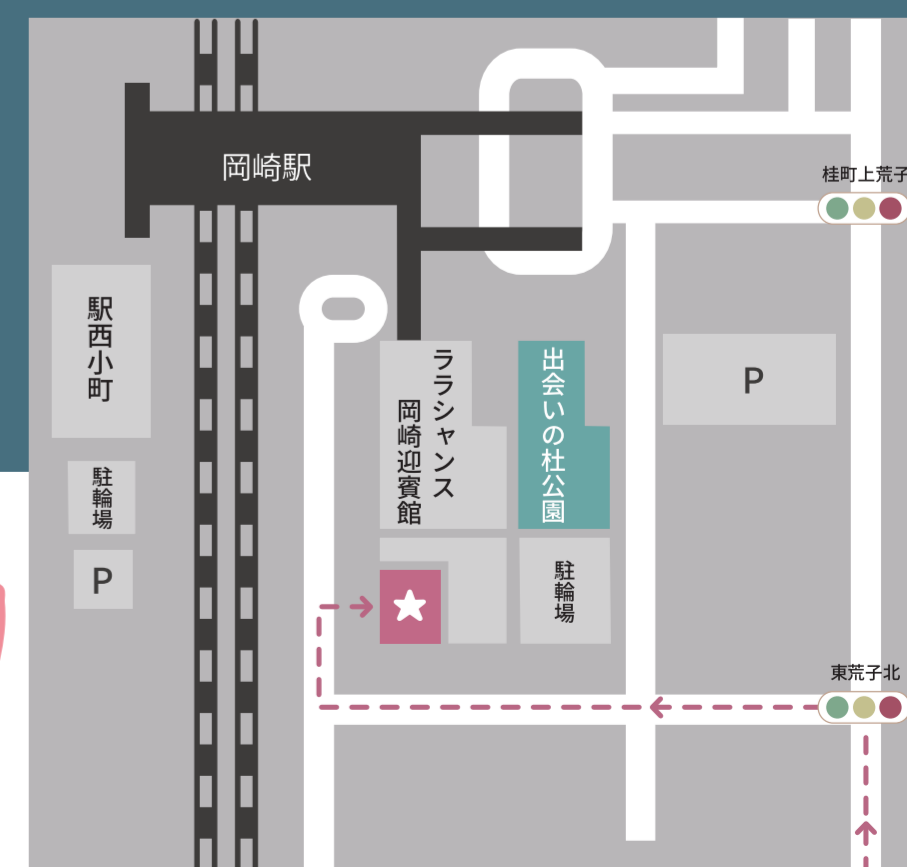 岡崎駅
桂町上荒子
駅西小町
ララシャンス
岡崎迎賓館
出会いの杜公園
P
駐輪場
P
駐輪場
東荒子北